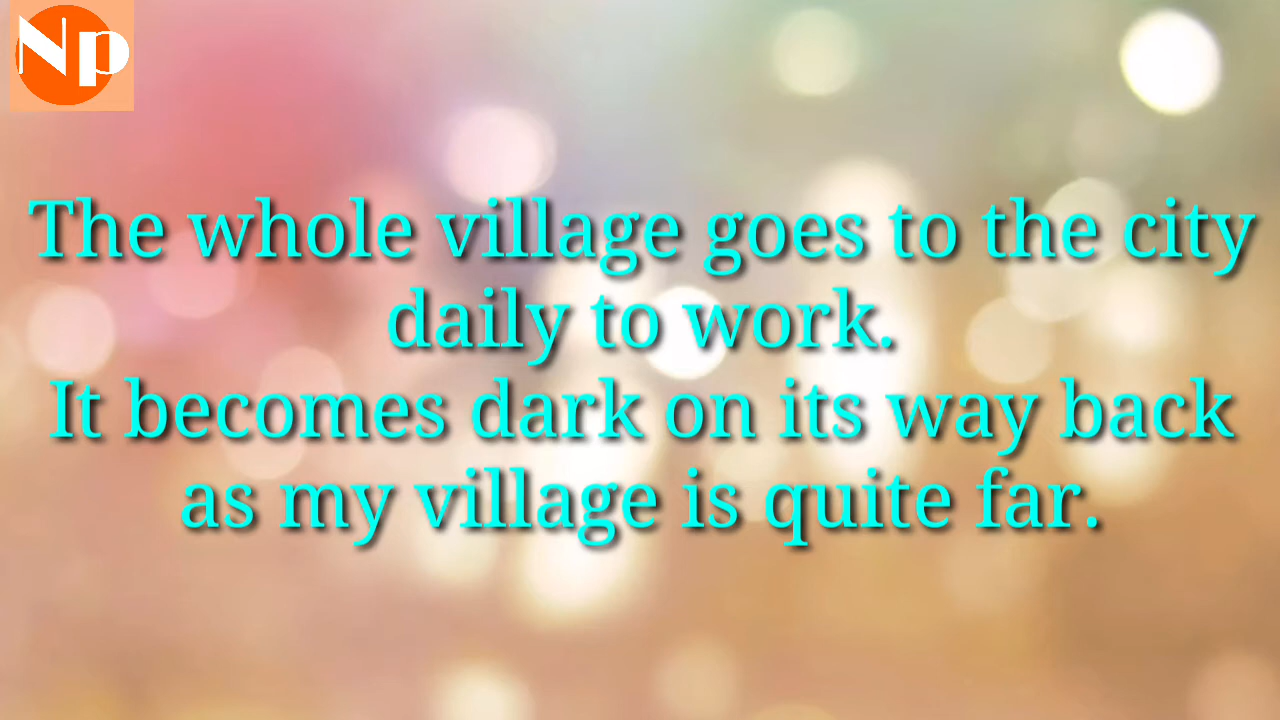 Np
The whole village goes to the city
daily to work.
It becomes dark on its way back
as my village is quite far.